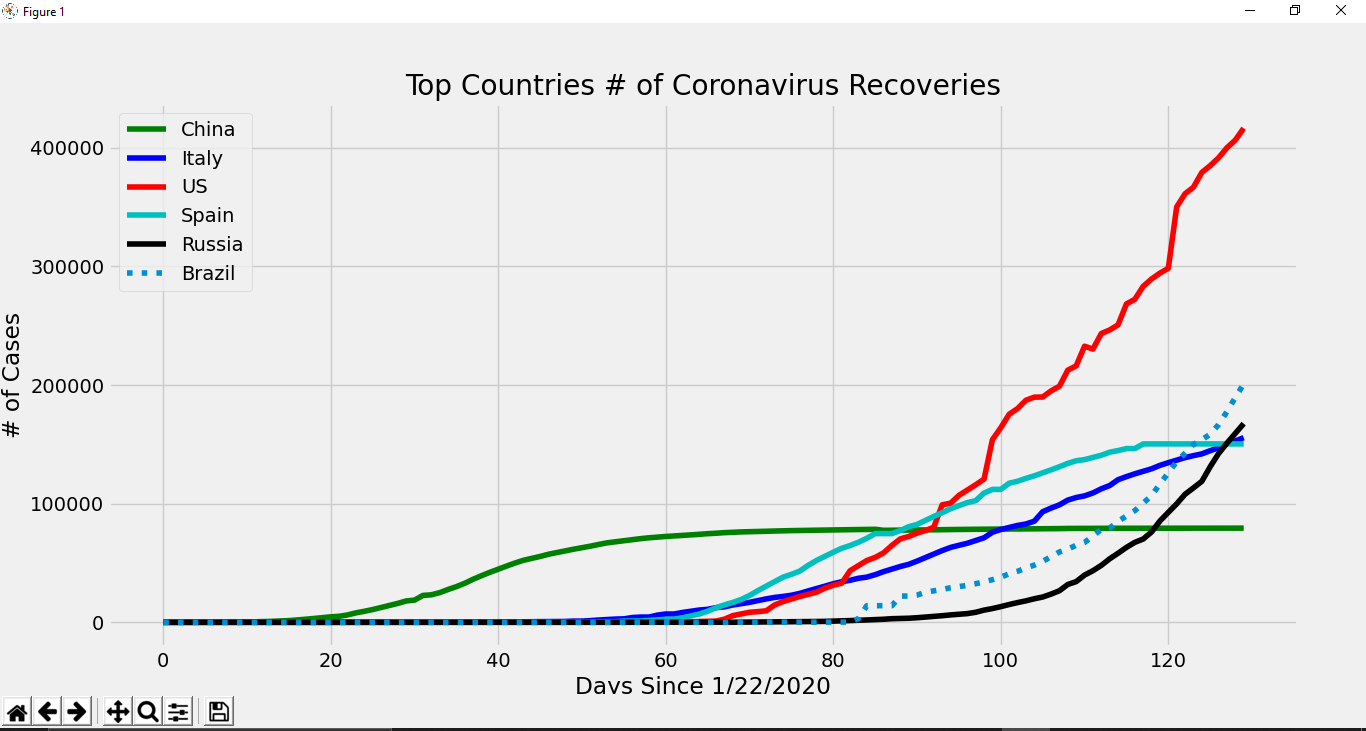 Figure 1
Top Countries # of Coronavirus Recoveries
China
Italy
US
Spain
Russia
Brazil
400000
300000
200000
100000
0
# of Cases
0 20 40 60 80 100 120
Days Since 1/22/2020